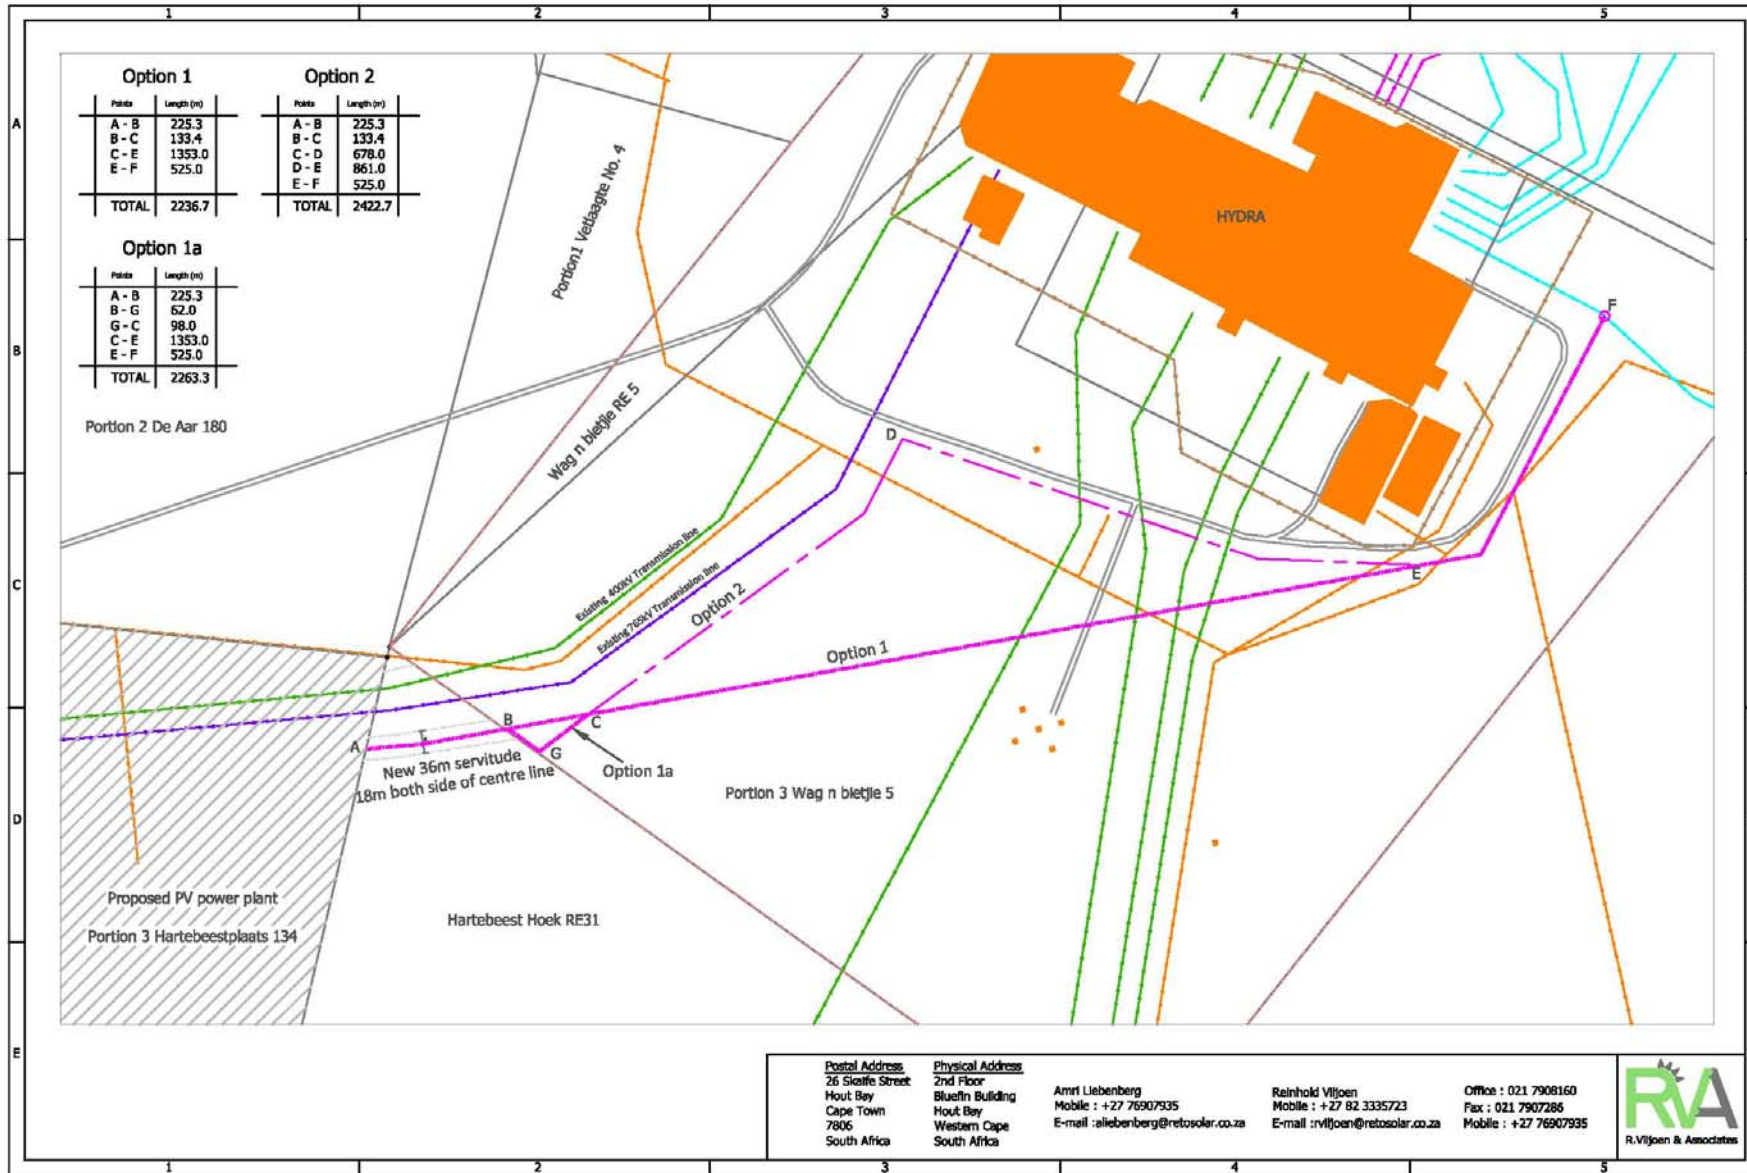 1 2 3 4 5
A
B
C
D
E
Option 1
Points Length (m)
A - B 225.3
B - C 133.4
C - E 1353.0
E - F 525.0
TOTAL 2236.7
Option 2
Points Length (m)
A - B 225.3
B - C 133.4
C - D 678.0
D - E 861.0
E - F 525.0
TOTAL 2422.7
Option 1a
Points Length (m)
A - B 225.3
B - G 62.0
G - C 98.0
C - E 1353.0
E - F 525.0
TOTAL 2263.3
Portion 2 De Aar 180
Portion1 Vetlaagte No. 4
Wag n bietjie RE 5
HYDRA
F
D
E
Existing 400kV Transmission line
Existing 765kV Transmission line
Option 2
Option 1
A
B
C
G
Option 1a
New 36m servitude
18m both side of centre line
Portion 3 Wag n bietjie 5
Proposed PV power plant
Portion 3 Hartebeestplaats 134
Hartebeest Hoek RE31
Postal Address
26 Skaife Street
Hout Bay
Cape Town
7806
South Africa
Physical Address
2nd Floor
Bluefin Building
Hout Bay
Western Cape
South Africa
Amri Liebenberg
Mobile : +27 76907935
E-mail :aliebenberg@retosolar.co.za
Reinhold Viljoen
Mobile : +27 82 3335723
E-mail :rviljoen@retosolar.co.za
Office : 021 7908160
Fax : 021 7907286
Mobile : +27 76907935
RVA
R.Viljoen & Associates
1 2 3 4 5